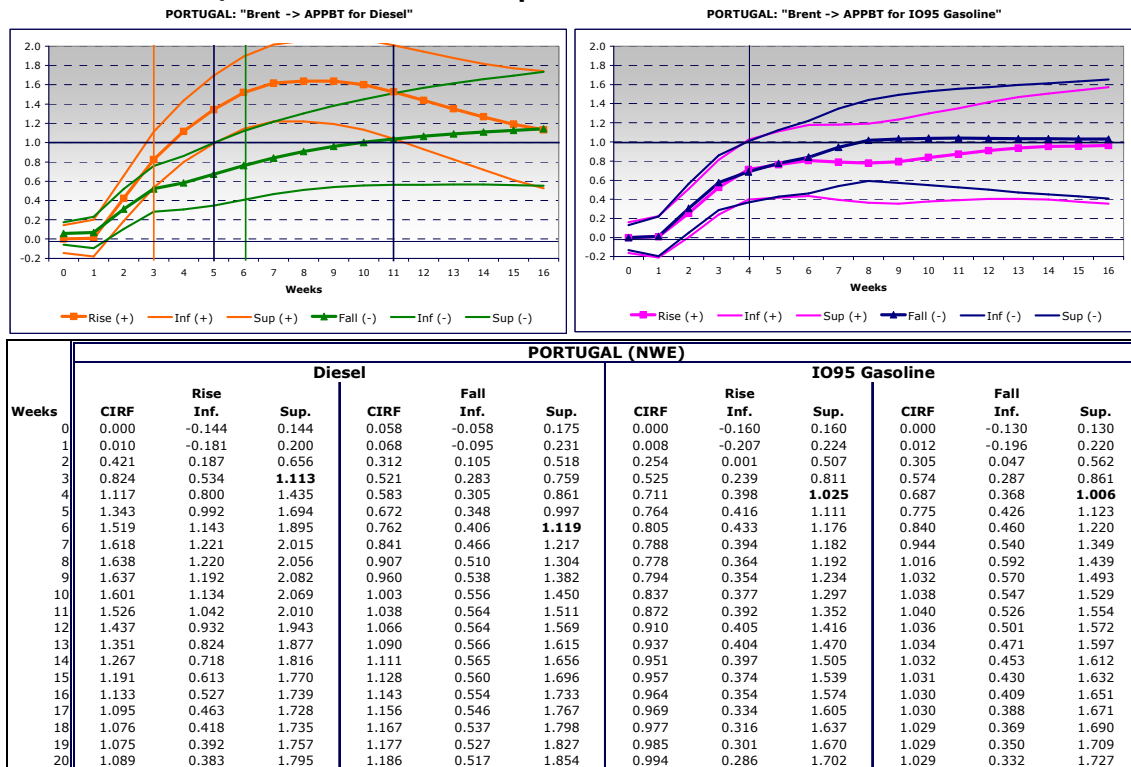 PORTUGAL: "Brent -> APPBT for Diesel"
2.0
1.8
1.6
1.4
1.2
1.0
0.8
0.6
0.4
0.2
0.0
-0.2
0 1 2 3 4 5 6 7 8 9 10 11 12 13 14 15 16
Weeks
Rise (+) Inf (+) Sup (+) Fall (-) Inf (-) Sup (-)
PORTUGAL: "Brent -> APPBT for IO95 Gasoline"
2.0
1.8
1.6
1.4
1.2
1.0
0.8
0.6
0.4
0.2
0.0
-0.2
0 1 2 3 4 5 6 7 8 9 10 11 12 13 14 15 16
Weeks
Rise (+) Inf (+) Sup (+) Fall (-) Inf (-) Sup (-)
PORTUGAL (NWE)
Diesel IO95 Gasoline
Rise Fall Rise Fall
Weeks CIRF Inf. Sup. CIRF Inf. Sup. CIRF Inf. Sup. CIRF Inf. Sup.
0 0.000 -0.144 0.144 0.058 -0.058 0.175 0.000 -0.160 0.160 0.000 -0.130 0.130
1 0.010 -0.181 0.200 0.068 -0.095 0.231 0.008 -0.207 0.224 0.012 -0.196 0.220
2 0.421 0.187 0.656 0.312 0.105 0.518 0.254 0.001 0.507 0.305 0.047 0.562
3 0.824 0.534 1.113 0.521 0.283 0.759 0.525 0.239 0.811 0.574 0.287 0.861
4 1.117 0.800 1.435 0.583 0.305 0.861 0.711 0.398 1.025 0.687 0.368 1.006
5 1.343 0.992 1.694 0.672 0.348 0.997 0.764 0.416 1.111 0.775 0.426 1.123
6 1.519 1.143 1.895 0.762 0.406 1.119 0.805 0.433 1.176 0.840 0.460 1.220
7 1.618 1.221 2.015 0.841 0.466 1.217 0.788 0.394 1.182 0.944 0.540 1.349
8 1.638 1.220 2.056 0.907 0.510 1.304 0.778 0.364 1.192 1.016 0.592 1.439
9 1.637 1.192 2.082 0.960 0.538 1.382 0.794 0.354 1.234 1.032 0.570 1.493
10 1.601 1.134 2.069 1.003 0.556 1.450 0.837 0.377 1.297 1.038 0.547 1.529
11 1.526 1.042 2.010 1.038 0.564 1.511 0.872 0.392 1.352 1.040 0.526 1.554
12 1.437 0.932 1.943 1.066 0.564 1.569 0.910 0.405 1.416 1.036 0.501 1.572
13 1.351 0.824 1.877 1.090 0.566 1.615 0.937 0.404 1.470 1.034 0.471 1.597
14 1.267 0.718 1.816 1.111 0.565 1.656 0.951 0.397 1.505 1.032 0.453 1.612
15 1.191 0.613 1.770 1.128 0.560 1.696 0.957 0.374 1.539 1.031 0.430 1.632
16 1.133 0.527 1.739 1.143 0.554 1.733 0.964 0.354 1.574 1.030 0.409 1.651
17 1.095 0.463 1.728 1.156 0.546 1.767 0.969 0.334 1.605 1.030 0.388 1.671
18 1.076 0.418 1.735 1.167 0.537 1.798 0.977 0.316 1.637 1.029 0.369 1.690
19 1.075 0.392 1.757 1.177 0.527 1.827 0.985 0.301 1.670 1.029 0.350 1.709
20 1.089 0.383 1.795 1.186 0.517 1.854 0.994 0.286 1.702 1.029 0.332 1.727